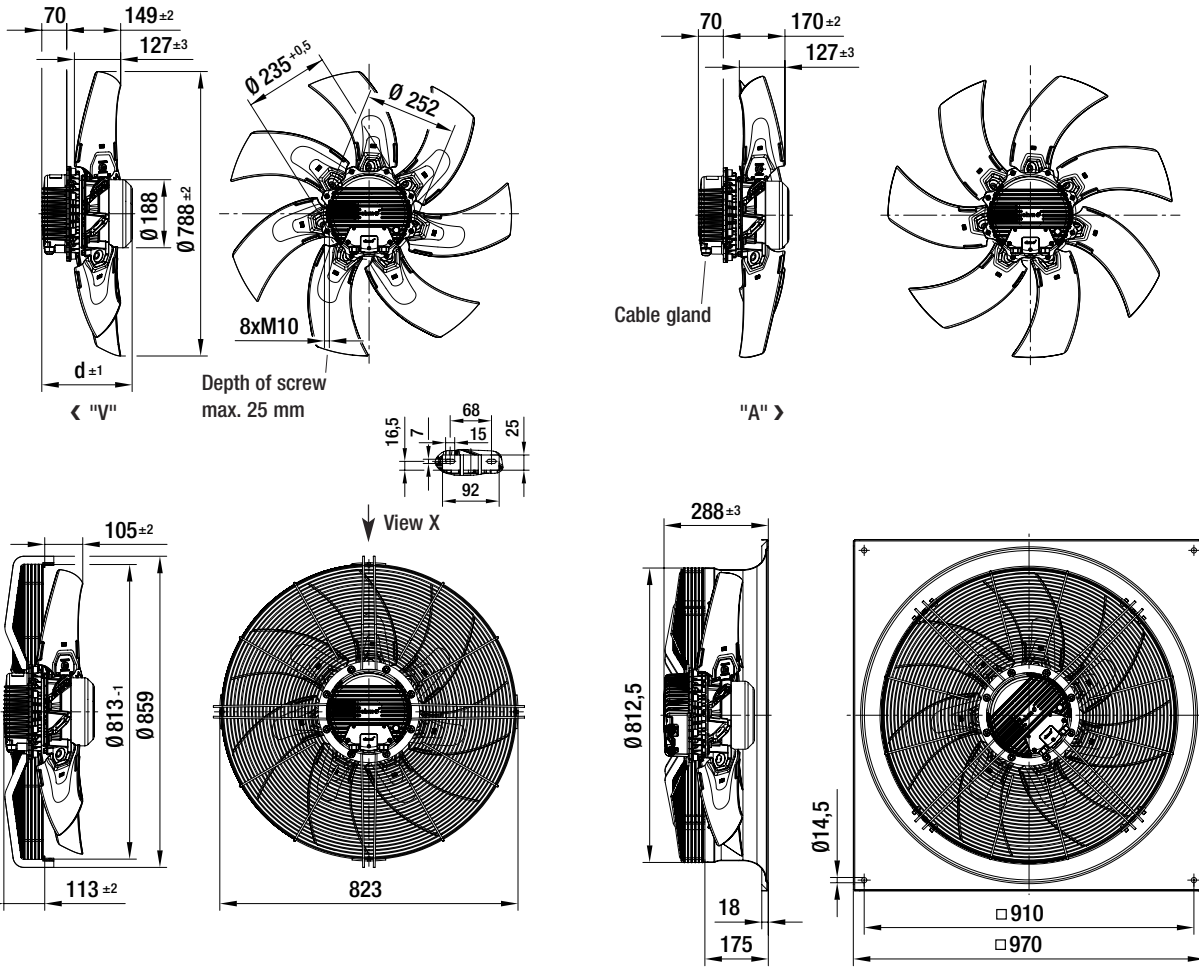 70
149±2
127±3
Ø 235+0,5
Ø 252
Ø 188
Ø 788 ±2
d ±1
8xM10
Depth of screw
max. 25 mm
❮ "V"
70
170±2
127±3
Cable gland
"A" ❯
68
16,5
7
15
25
92
View X
105±2
Ø 813 -1
Ø 859
113 ±2
823
288±3
Ø 812,5
18
175
Ø14,5
□ 910
□ 970